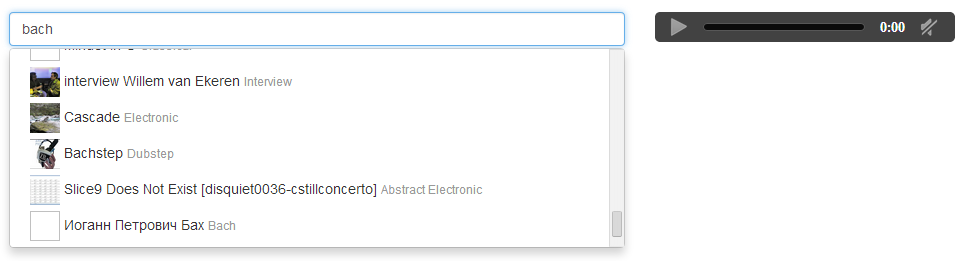 bach
0:00
interview Willem van Ekeren Interview
Cascade Electronic
Bachstep Dubstep
Slice9 Does Not Exist [disquiet0036-cstillconcerto] Abstract Electronic
Иоганн Петрович Бах Bach